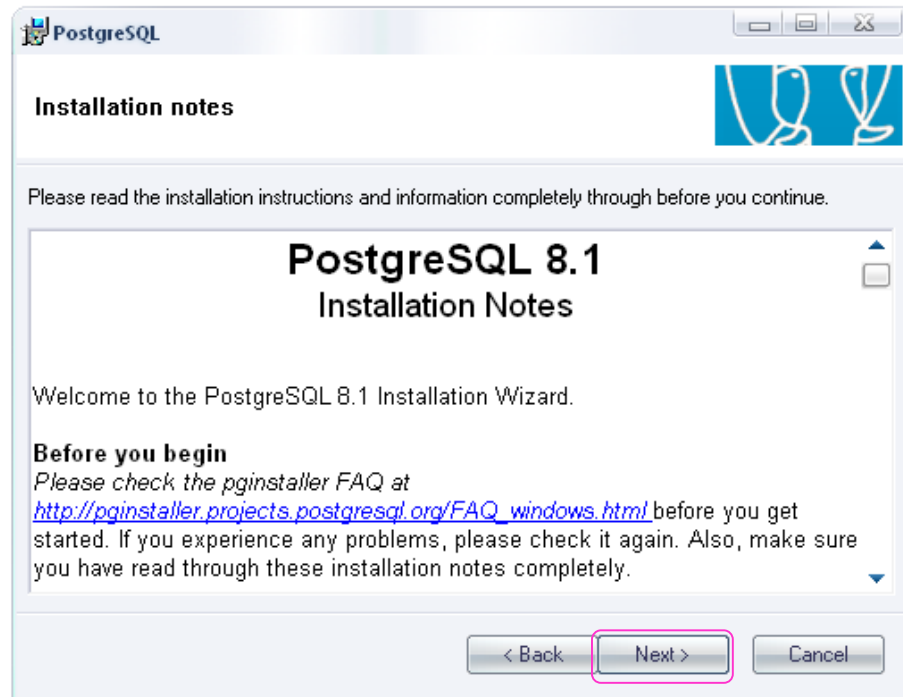 PostgreSQL
Installation notes
Please read the installation instructions and information completely through before you continue.
PostgreSQL 8.1
Installation Notes
Welcome to the PostgreSQL 8.1 Installation Wizard.
Before you begin
Please check the pginstaller FAQ at
http://pginstaller.projects.postgresql.org/FAQ_windows.html before you get
started. If you experience any problems, please check it again. Also, make sure
you have read through these installation notes completely.
< Back Next > Cancel